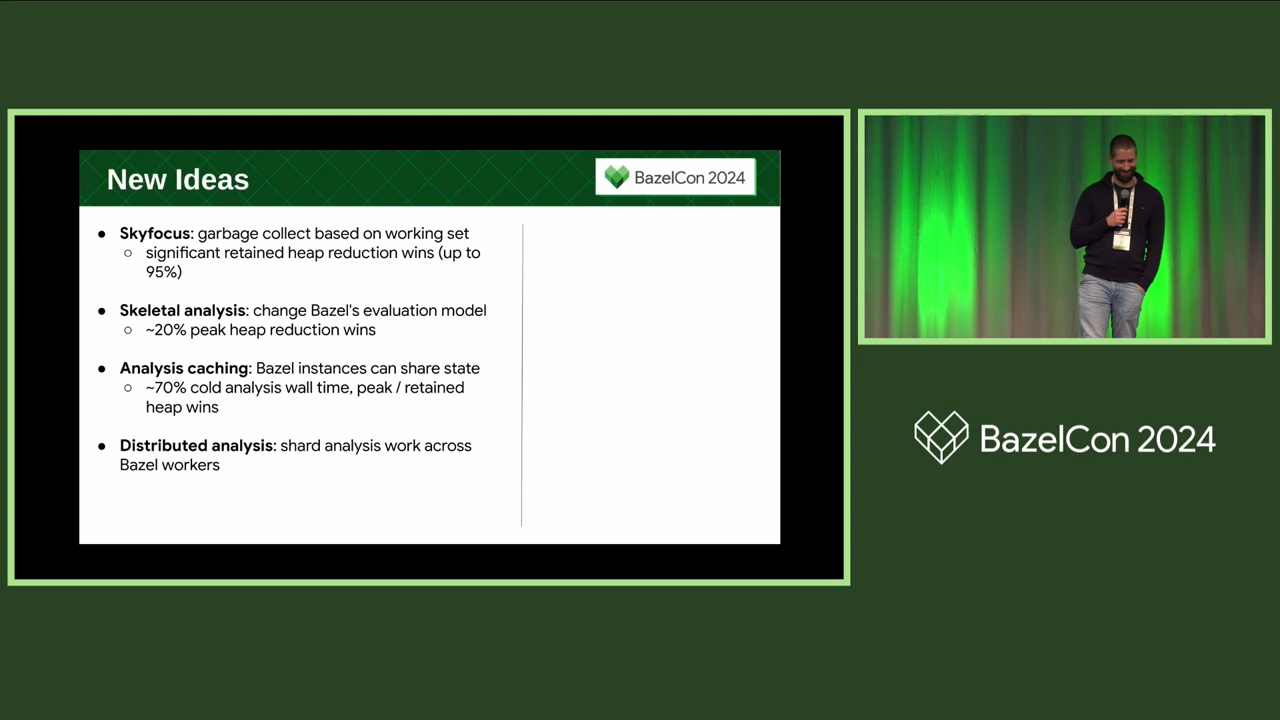 New Ideas
BazelCon 2024
● Skyfocus: garbage collect based on working set
○ significant retained heap reduction wins (up to
95%)
● Skeletal analysis: change Bazel's evaluation model
○ ~20% peak heap reduction wins
● Analysis caching: Bazel instances can share state
○ ~70% cold analysis wall time, peak / retained
heap wins
● Distributed analysis: shard analysis work across
Bazel workers
BazelCon 2024